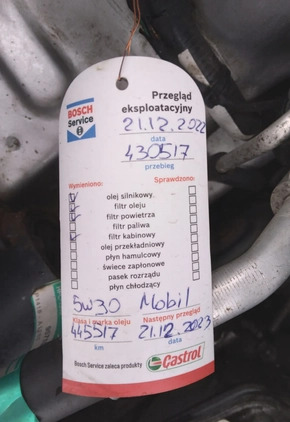 BOSCH
Service
Przegląd
eksploatacyjny
21.12.2022
data
430517
przebieg
Wymieniono: Sprawdzono:
olej silnikowy
filtr oleju
filtr powietrza
filtr paliwa
filtr kabinowy
olej przekładniowy
płyn hamulcowy
świece zapłonowe
pasek rozrządu
płyn chłodzący
5W30 Mobil
Klasa i marka oleju Następny przegląd
445517 21.12.2023
km data
Bosch Service zaleca produkty Castrol